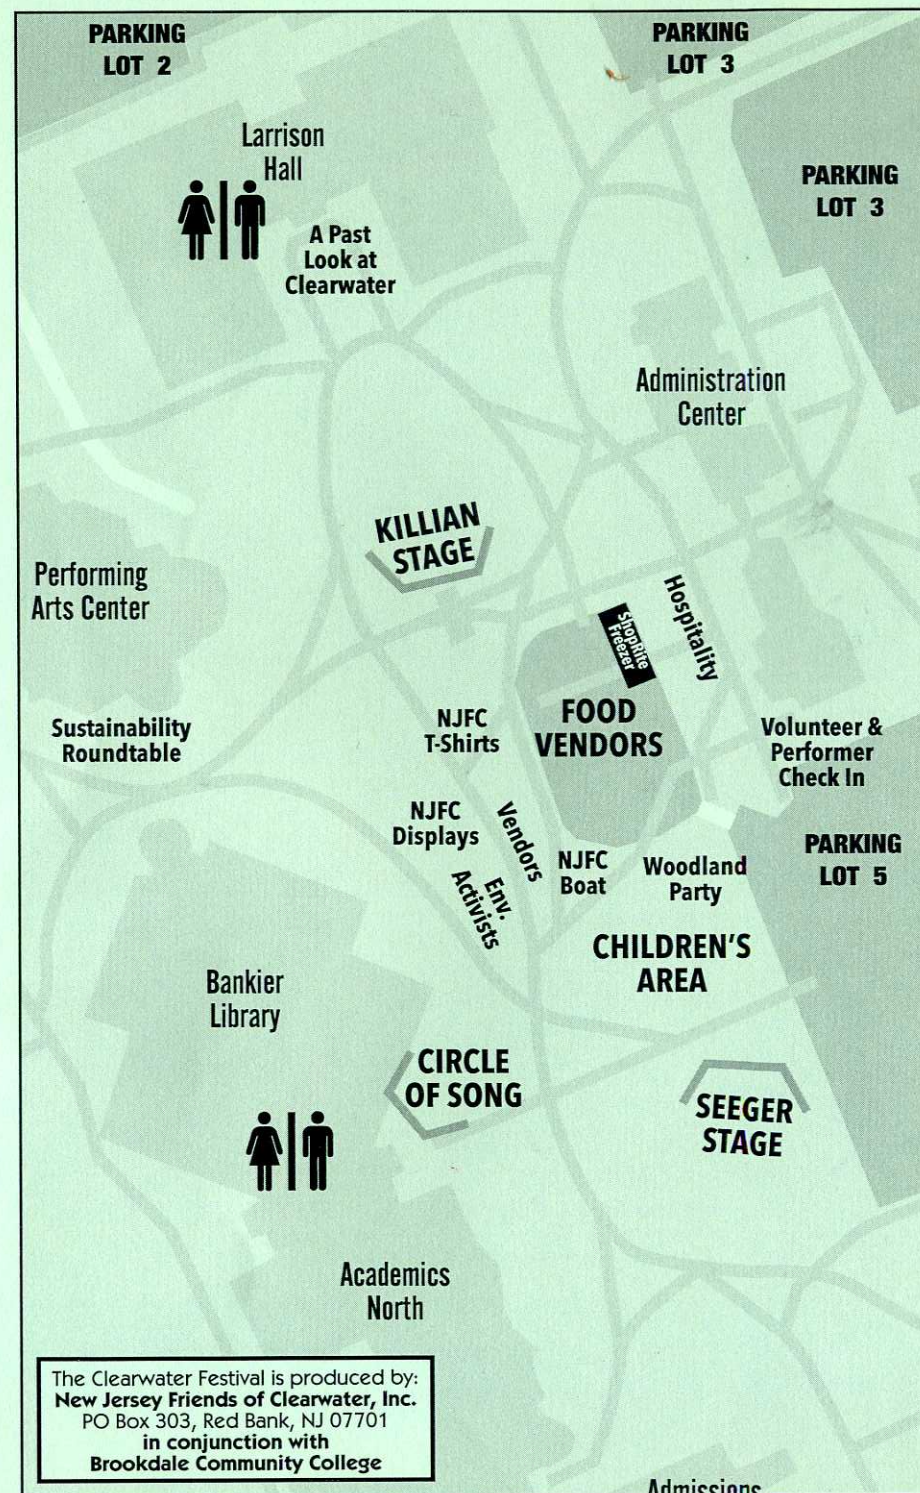 PARKING
LOT 2
PARKING
LOT 3
Larrison
Hall
PARKING
LOT 3
A Past
Look at
Clearwater
Administration
Center
KILLIAN
STAGE
Performing
Arts Center
Hospitality
ShopRite
Freezer
Sustainability
Roundtable
NJFC
T-Shirts
FOOD
VENDORS
Volunteer &
Performer
Check In
NJFC
Displays
Vendors
Env.
Activists
NJFC
Boat
Woodland
Party
PARKING
LOT 5
CHILDREN'S
AREA
Bankier
Library
CIRCLE
OF SONG
SEEGER
STAGE
Academics
North
The Clearwater Festival is produced by:
New Jersey Friends of Clearwater, Inc.
PO Box 303, Red Bank, NJ 07701
in conjunction with
Brookdale Community College
Admissions